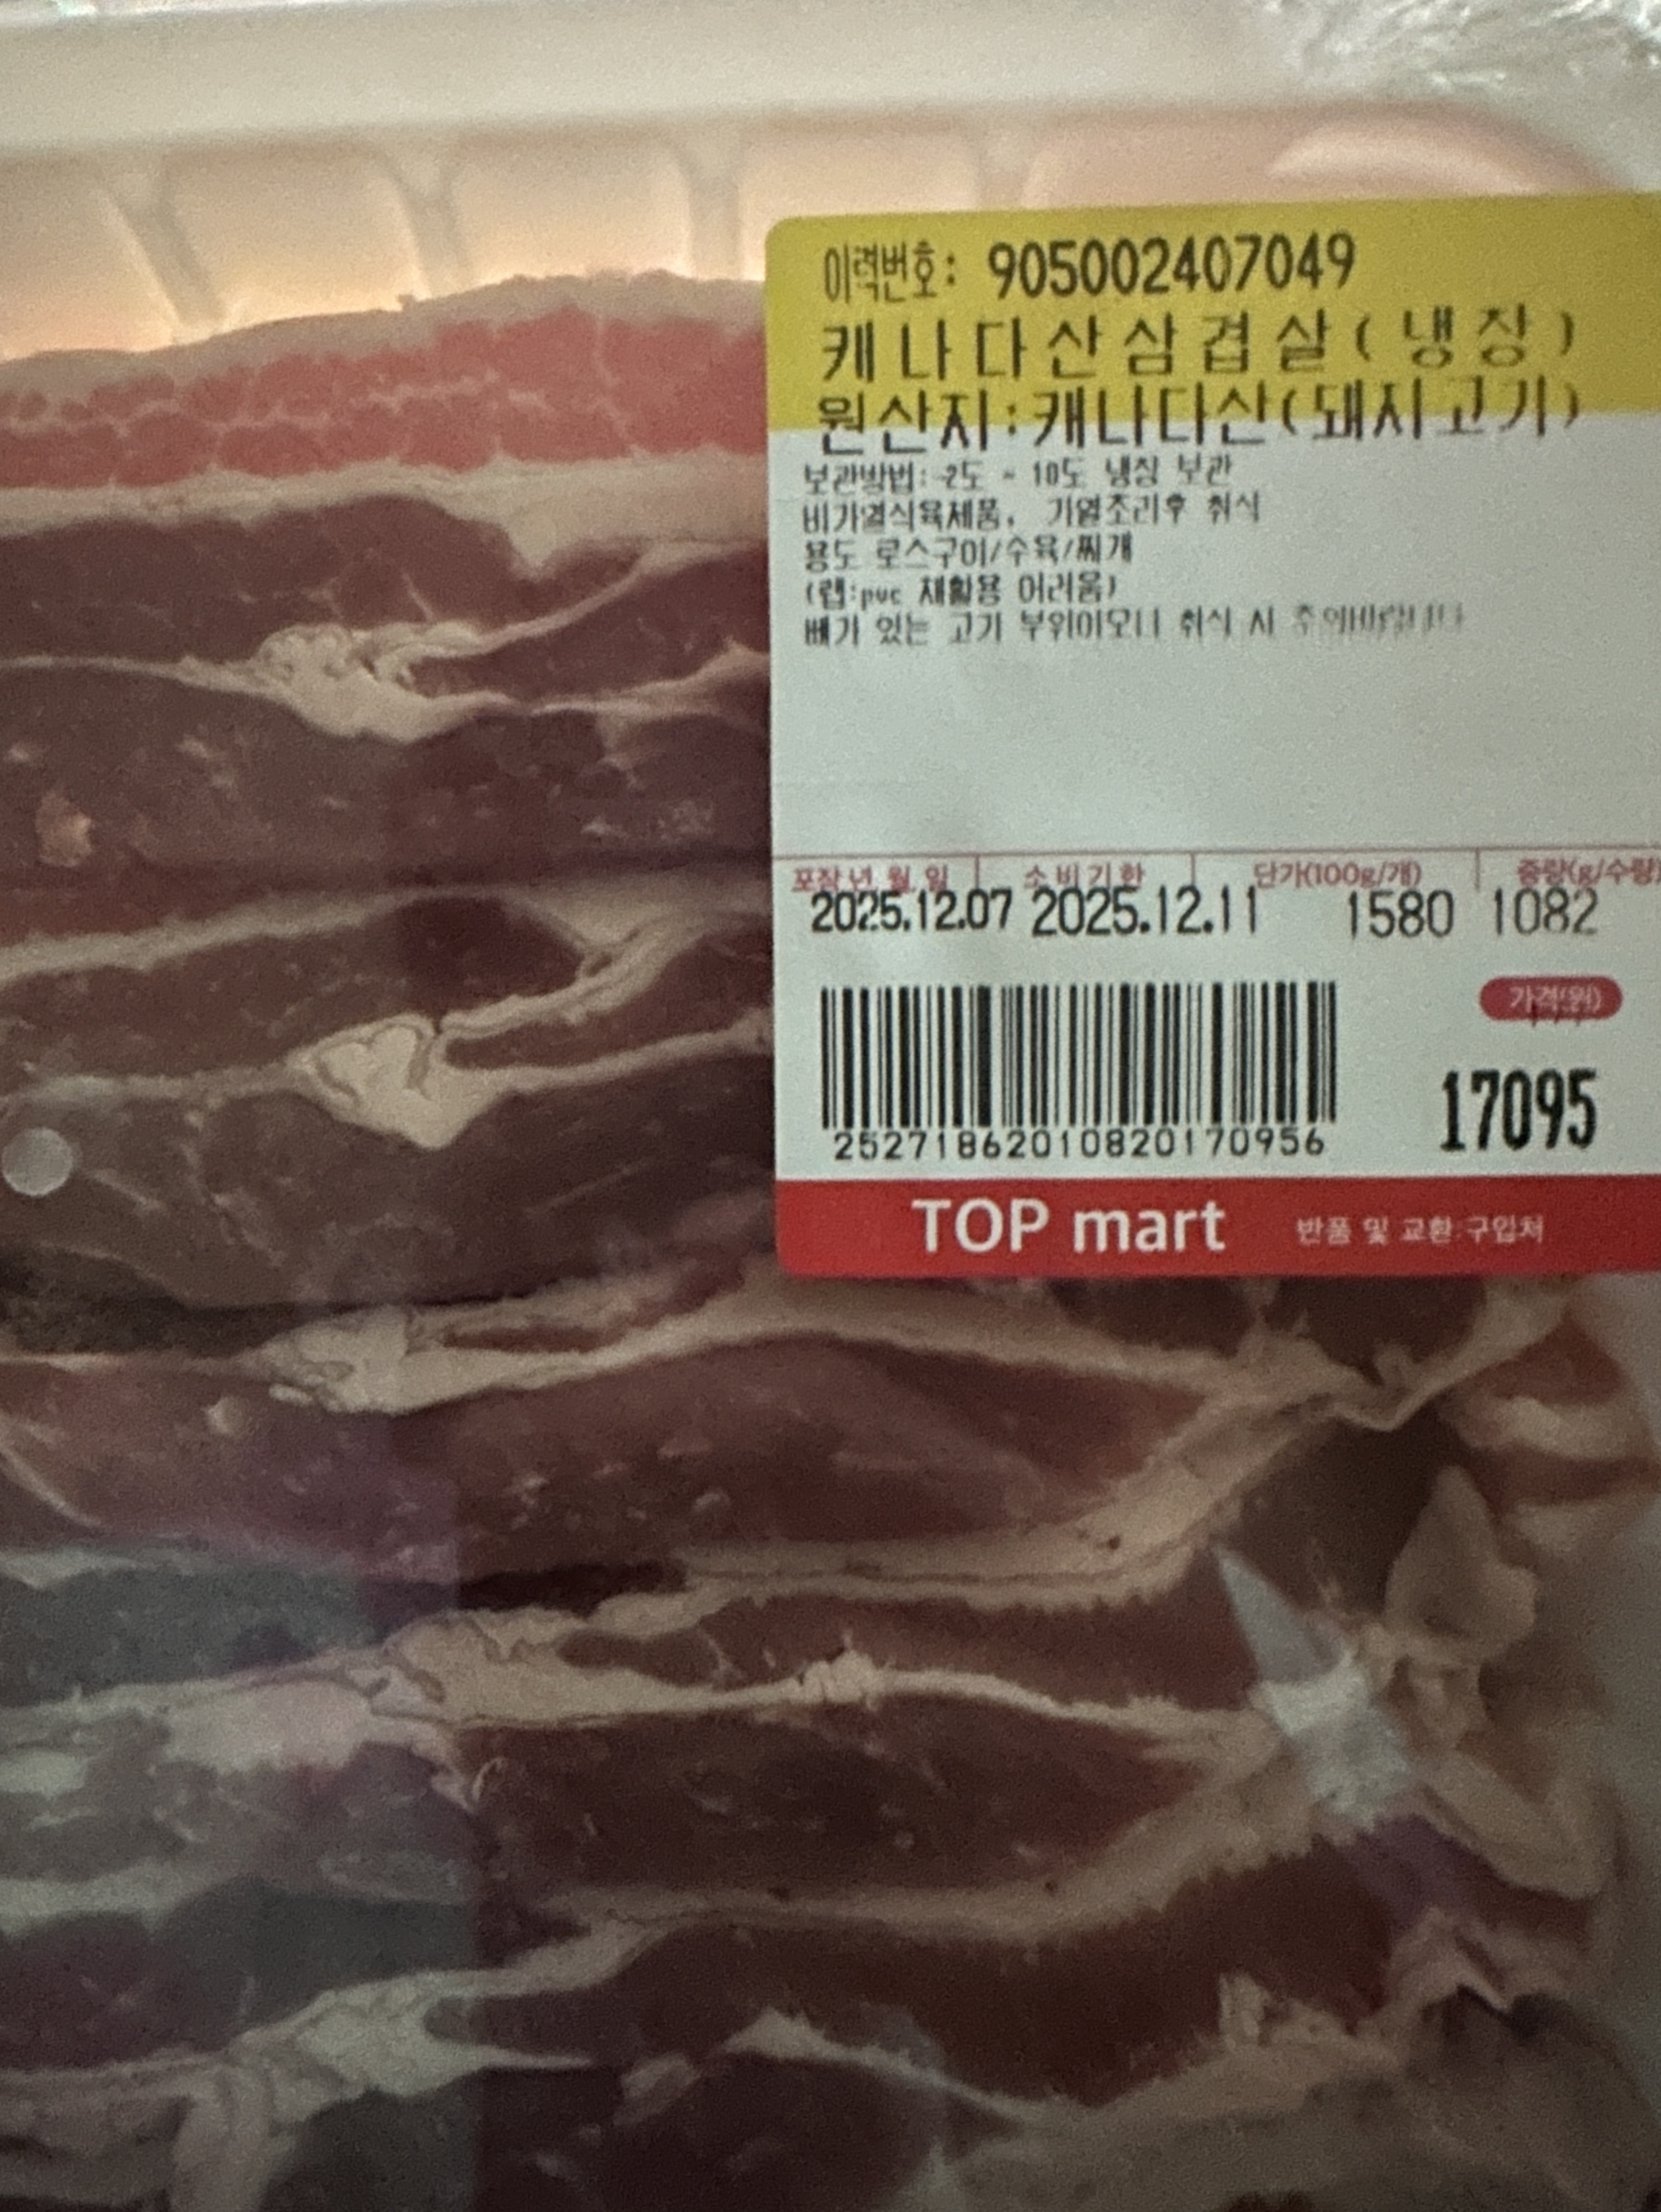 이력번호: 905002407049
캐나다산삼겹살(냉장)
원산지:캐나다산(돼지고기)
보관방법:-2도 ~ 10도 냉장 보관
비가열식육제품, 가열조리후 취식
용도 로스구이/수육/찌개
(랩:pvc 재활용 어려움)
뼈가 있는 고기 부위이오니 취식 시 주의바랍니다
포장년월일 소비기한 단가(100g/개) 중량(g/수량)
2025.12.07 2025.12.11 1580 1082
가격(원)
17095
25271862010820170956
TOP mart 반품 및 교환:구입처